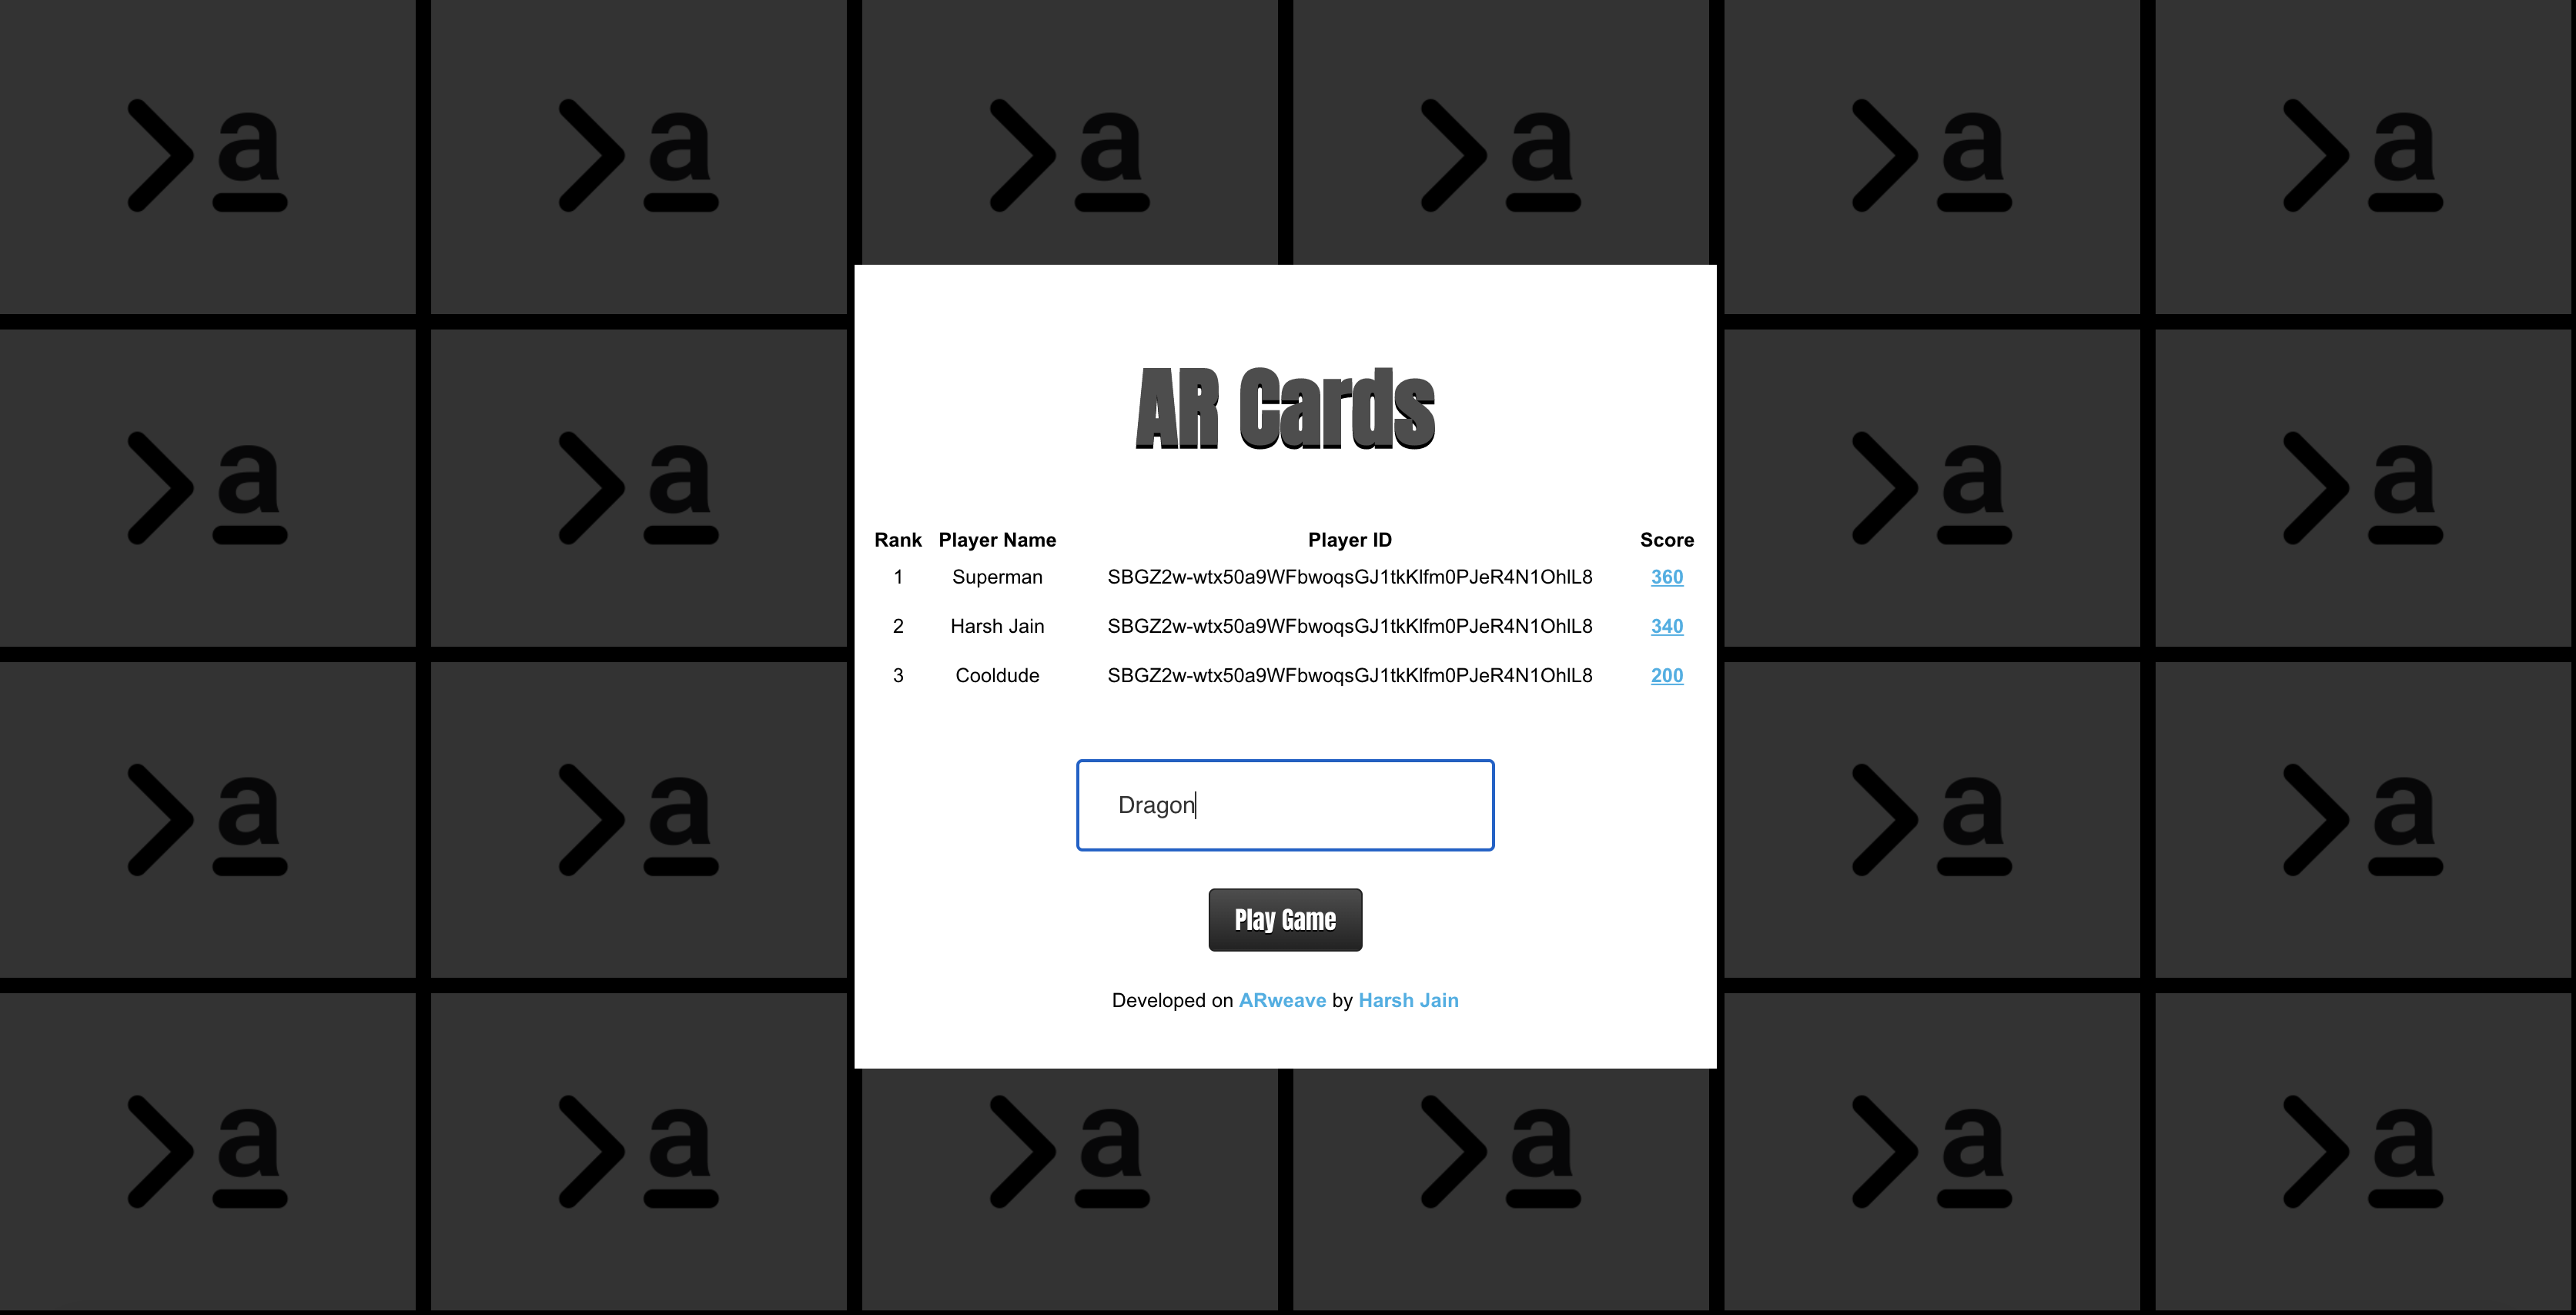 AR Cards
Rank Player Name Player ID Score
1 Superman SBGZ2w-wtx50a9WFbwoqsGJ1tkKlfm0PJeR4N1OhlL8 360
2 Harsh Jain SBGZ2w-wtx50a9WFbwoqsGJ1tkKlfm0PJeR4N1OhlL8 340
3 Cooldude SBGZ2w-wtx50a9WFbwoqsGJ1tkKlfm0PJeR4N1OhlL8 200
Dragon
Play Game
Developed on ARweave by Harsh Jain
>a >a >a >a >a >a
>a >a >a >a
>a >a >a >a
>a >a >a >a >a >a